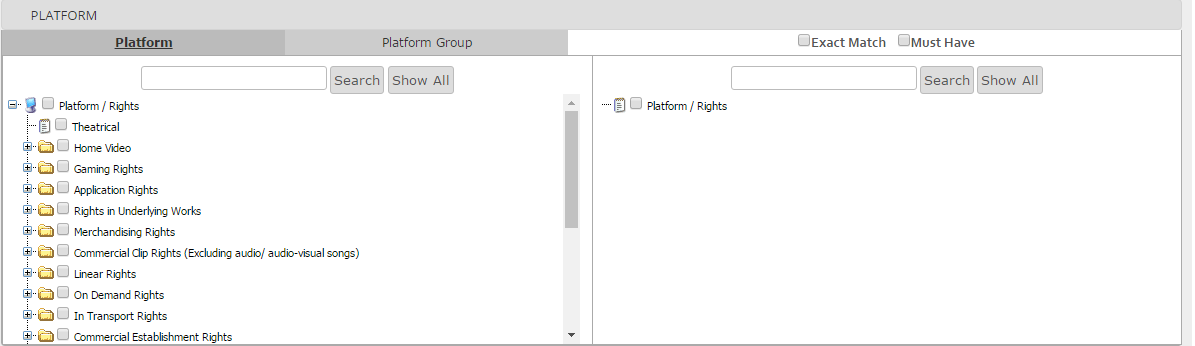 PLATFORM
Platform Platform Group Exact Match Must Have
Search Show All Search Show All
Platform / Rights Platform / Rights
Theatrical
Home Video
Gaming Rights
Application Rights
Rights in Underlying Works
Merchandising Rights
Commercial Clip Rights (Excluding audio/ audio-visual songs)
Linear Rights
On Demand Rights
In Transport Rights
Commercial Establishment Rights